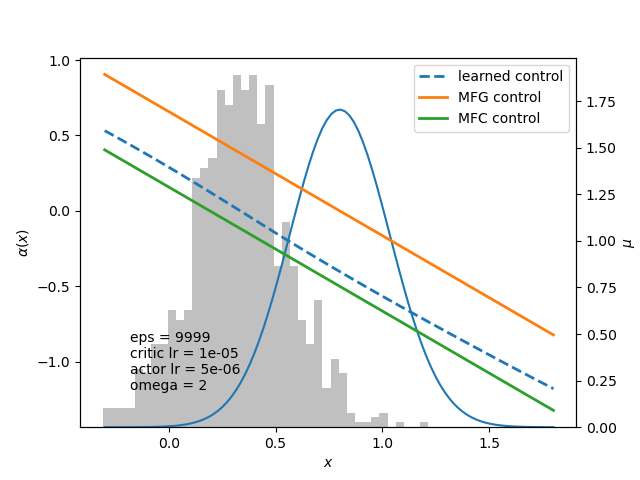 learned control
MFG control
MFC control
1.0
0.5
0.0
−0.5
−1.0
α(x)
1.75
1.50
1.25
1.00
0.75
0.50
0.25
0.00
μ
eps = 9999
critic lr = 1e-05
actor lr = 5e-06
omega = 2
0.0 0.5 1.0 1.5
x